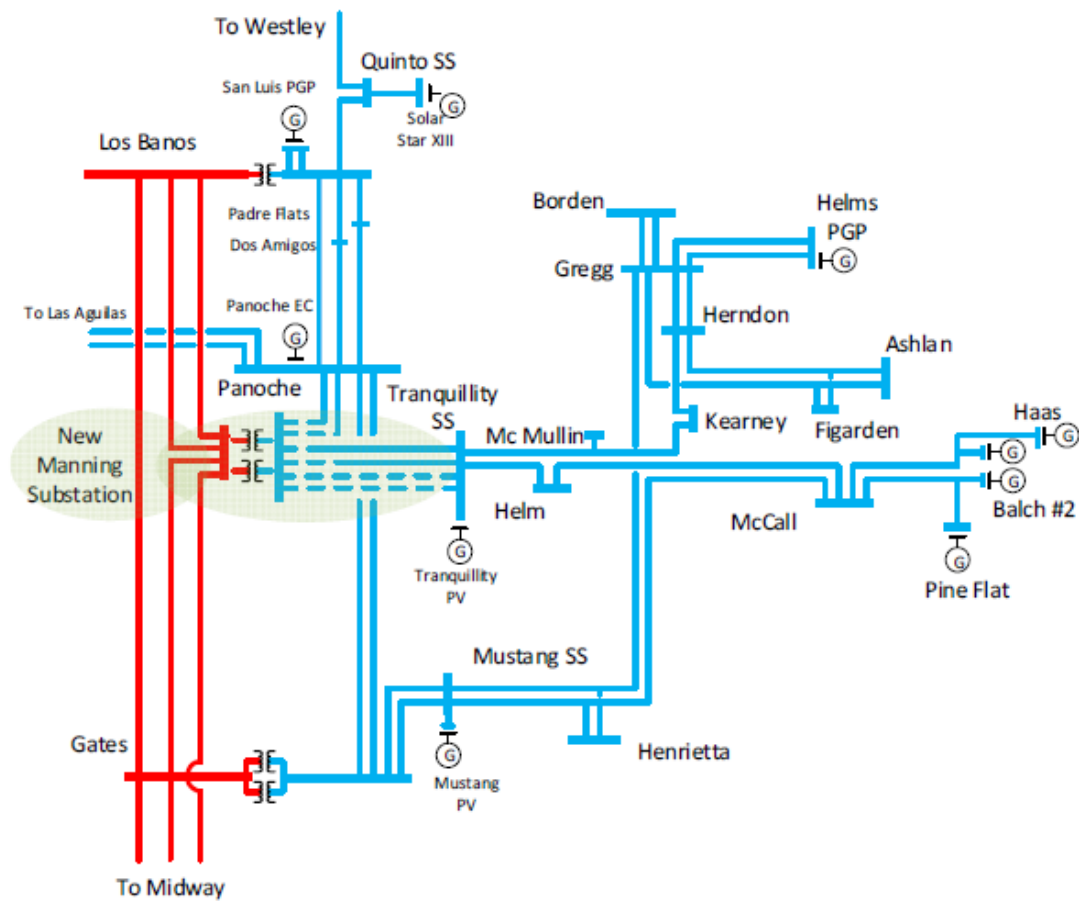 To Westley
Quinto SS
San Luis PGP
G
G
Solar
Star XIII
Los Banos
Borden
Helms
PGP
Padre Flats
Dos Amigos
Gregg
G
To Las Aguilas
Panoche EC
G
Herndon
Ashlan
Panoche
Tranquillity
SS
Kearney
Haas
New
Manning
Substation
Mc Mullin
Figarden
G
G
Helm
McCall
G
Balch #2
G
Tranquillity
PV
G
Pine Flat
Mustang SS
Gates
G
Henrietta
Mustang
PV
To Midway